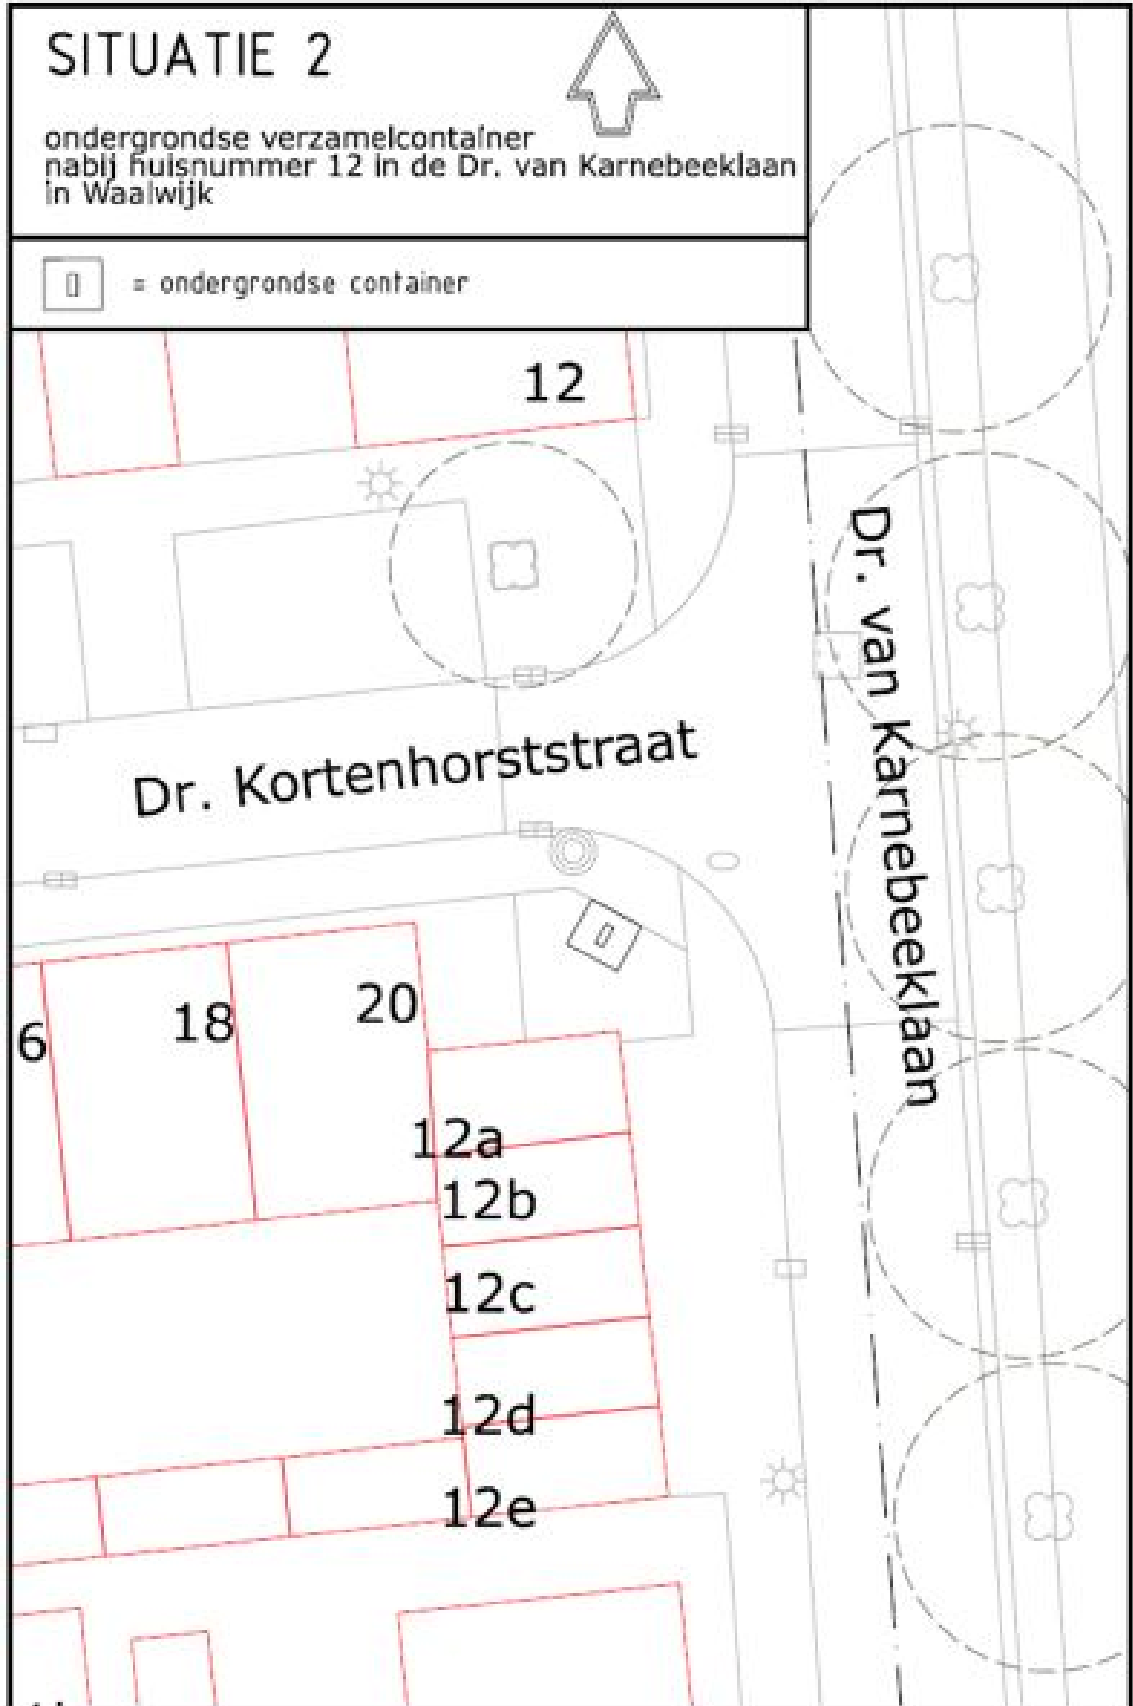 SITUATIE 2
ondergrondse verzamelcontainer
nabij huisnummer 12 in de Dr. van Karnebeeklaan
in Waalwijk
= ondergrondse container
12
Dr. van Karnebeeklaan
Dr. Kortenhorststraat
6
18
20
12a
12b
12c
12d
12e